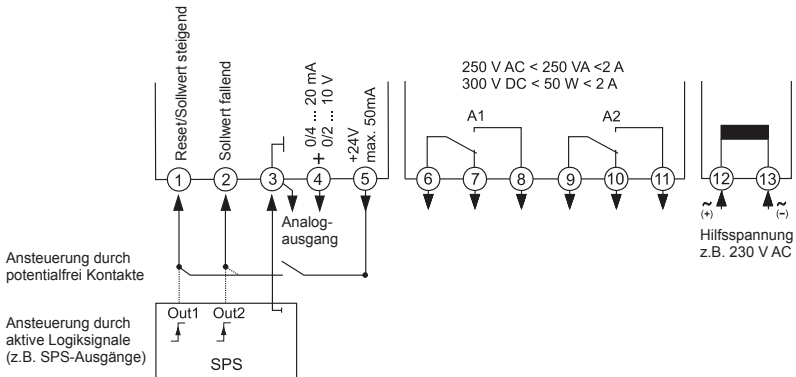 Reset/Sollwert steigend
Sollwert fallend
0/4 ... 20 mA
+ 0/2 ... 10 V
+24V
max. 50mA
250 V AC < 250 VA <2 A
300 V DC < 50 W < 2 A
A1
A2
1
2
3
4
5
6
7
8
9
10
11
12
13
Analog-
ausgang
~
(+)
~
(–)
Hilfsspannung
z.B. 230 V AC
Ansteuerung durch
potentialfrei Kontakte
Ansteuerung durch
aktive Logiksignale
(z.B. SPS-Ausgänge)
Out1
Out2
SPS